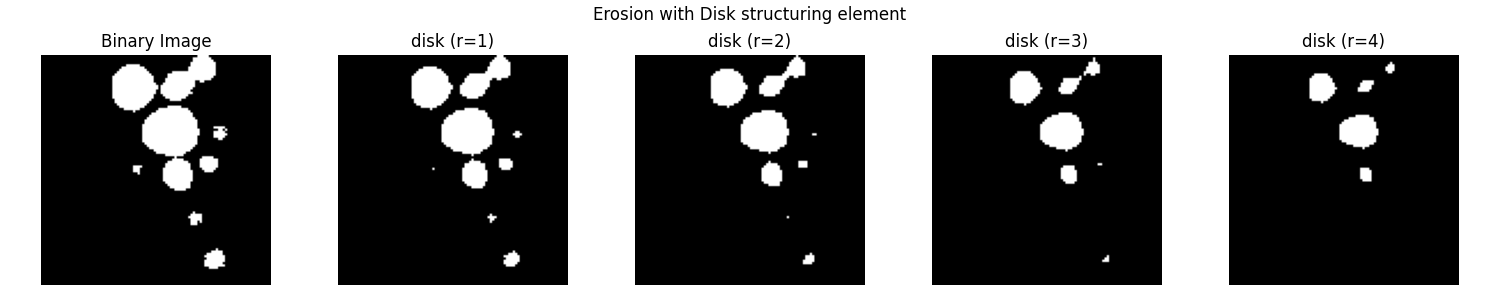 Erosion with Disk structuring element
Binary Image
disk (r=1)
disk (r=2)
disk (r=3)
disk (r=4)